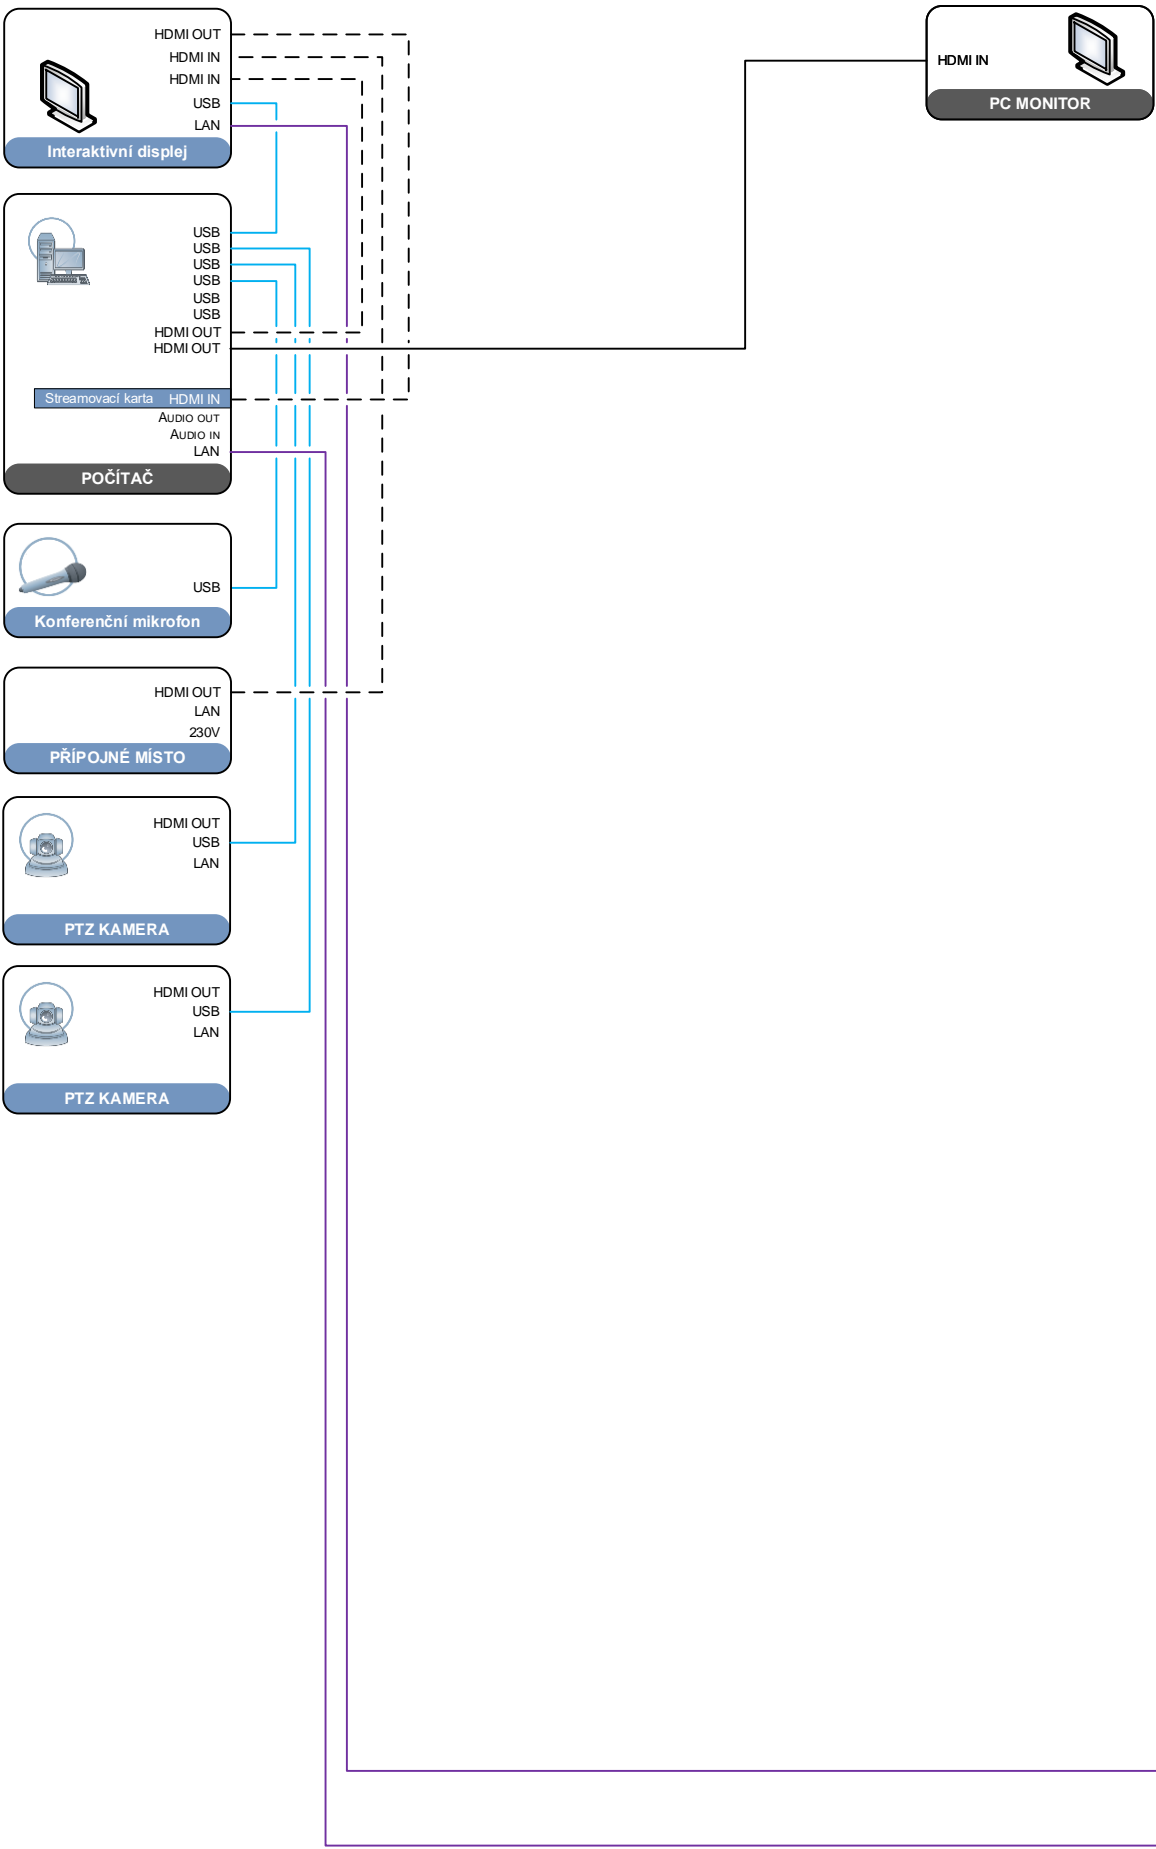 HDMI OUT
HDMI IN
HDMI IN
USB
LAN
Interaktivní displej
HDMI IN
PC MONITOR
USB
USB
USB
USB
USB
USB
HDMI OUT
HDMI OUT
Streamovací karta HDMI IN
AUDIO OUT
AUDIO IN
LAN
POČÍTAČ
USB
Konferenční mikrofon
HDMI OUT
LAN
230V
PŘÍPOJNÉ MÍSTO
HDMI OUT
USB
LAN
PTZ KAMERA
HDMI OUT
USB
LAN
PTZ KAMERA